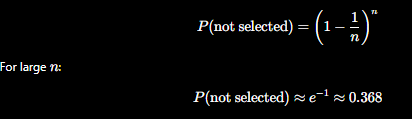 P(not selected) = (1 − 1/n)ⁿ
For large n:
P(not selected) ≈ e⁻¹ ≈ 0.368